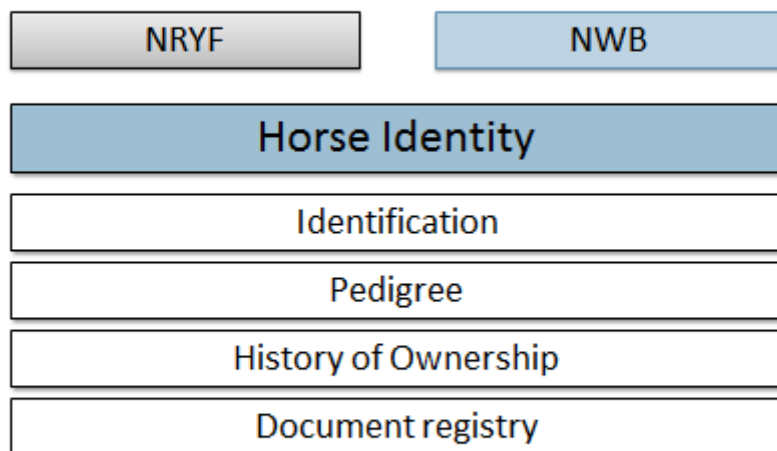 NRYF
NWB
Horse Identity
Identification
Pedigree
History of Ownership
Document registry